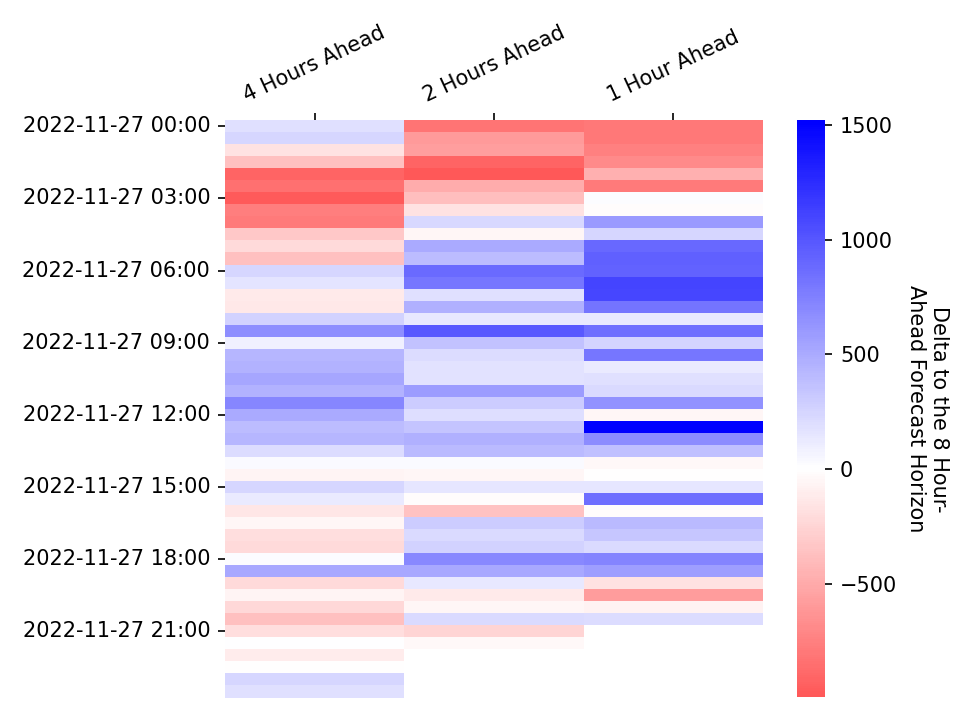 4 Hours Ahead
2 Hours Ahead
1 Hour Ahead
2022-11-27 00:00
2022-11-27 03:00
2022-11-27 06:00
2022-11-27 09:00
2022-11-27 12:00
2022-11-27 15:00
2022-11-27 18:00
2022-11-27 21:00
1500
1000
500
0
−500
Delta to the 8 Hour-
Ahead Forecast Horizon